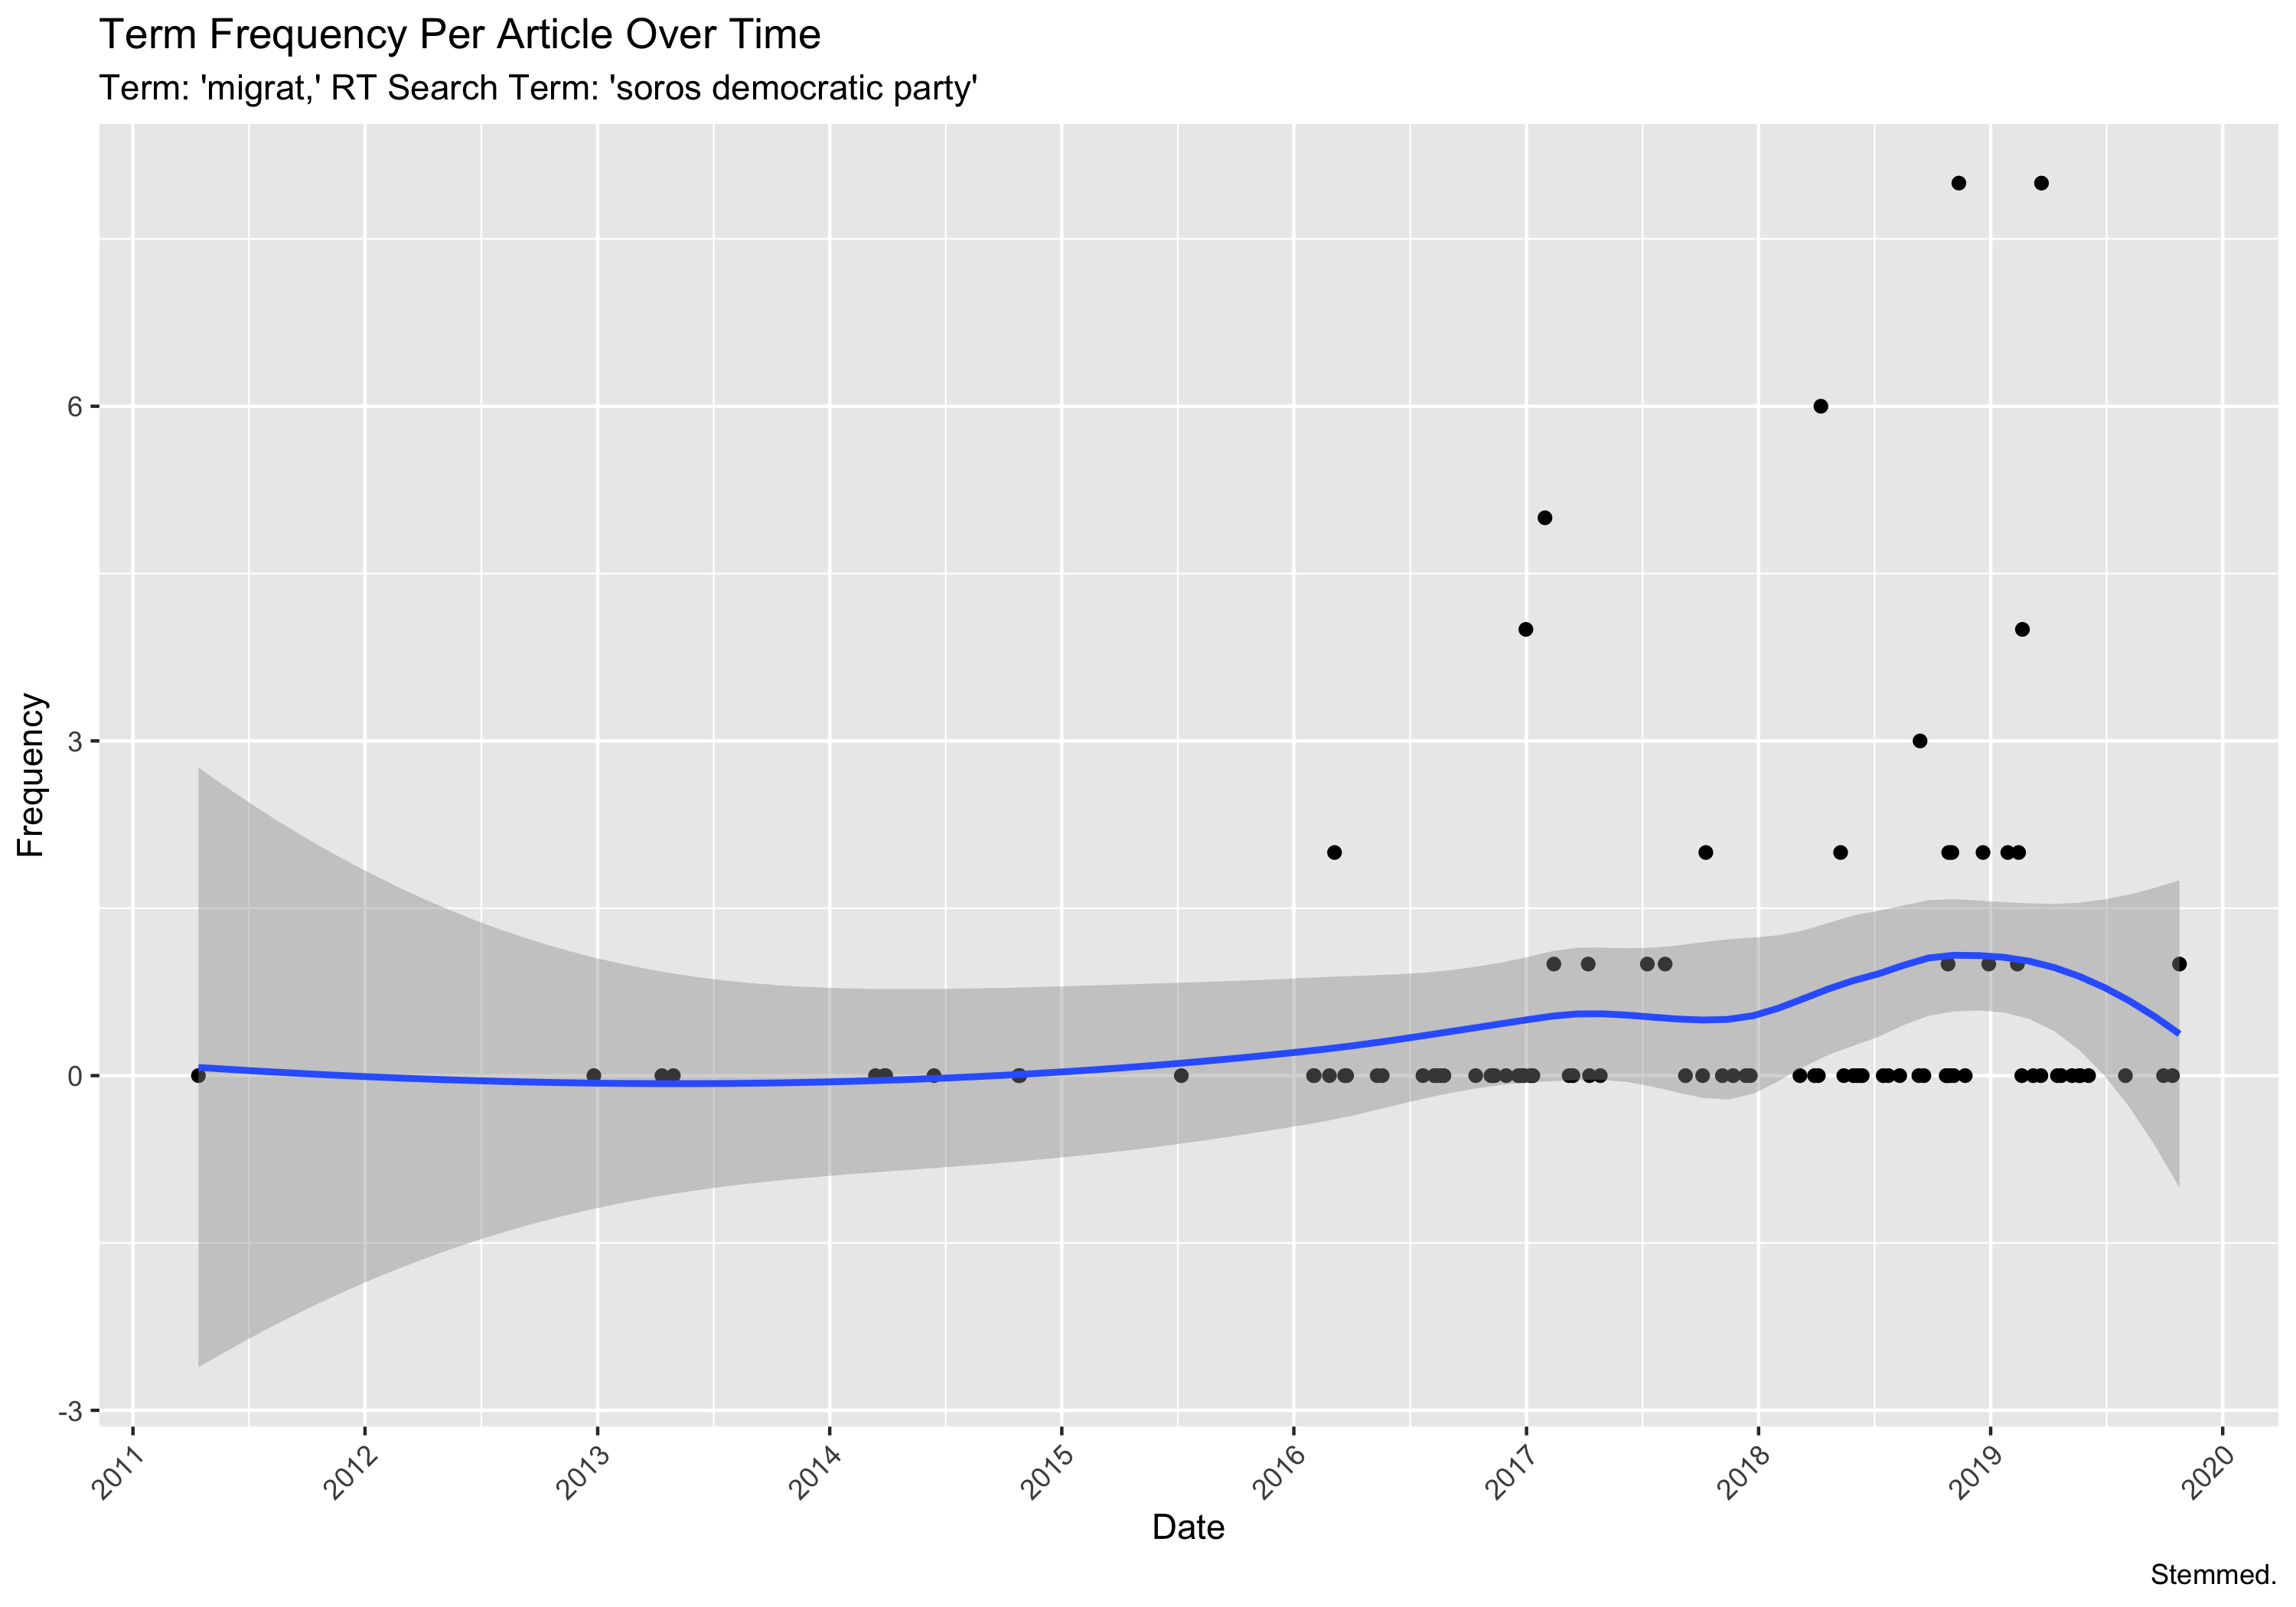 Term Frequency Per Article Over Time
Term: 'migrat,' RT Search Term: 'soros democratic party'
Frequency
6
3
0
-3
2011
2012
2013
2014
2015
2016
2017
2018
2019
2020
Date
Stemmed.